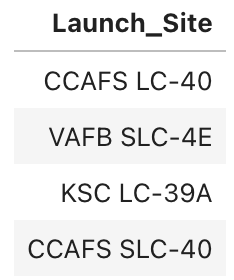 Launch_Site
CCAFS LC-40
VAFB SLC-4E
KSC LC-39A
CCAFS SLC-40